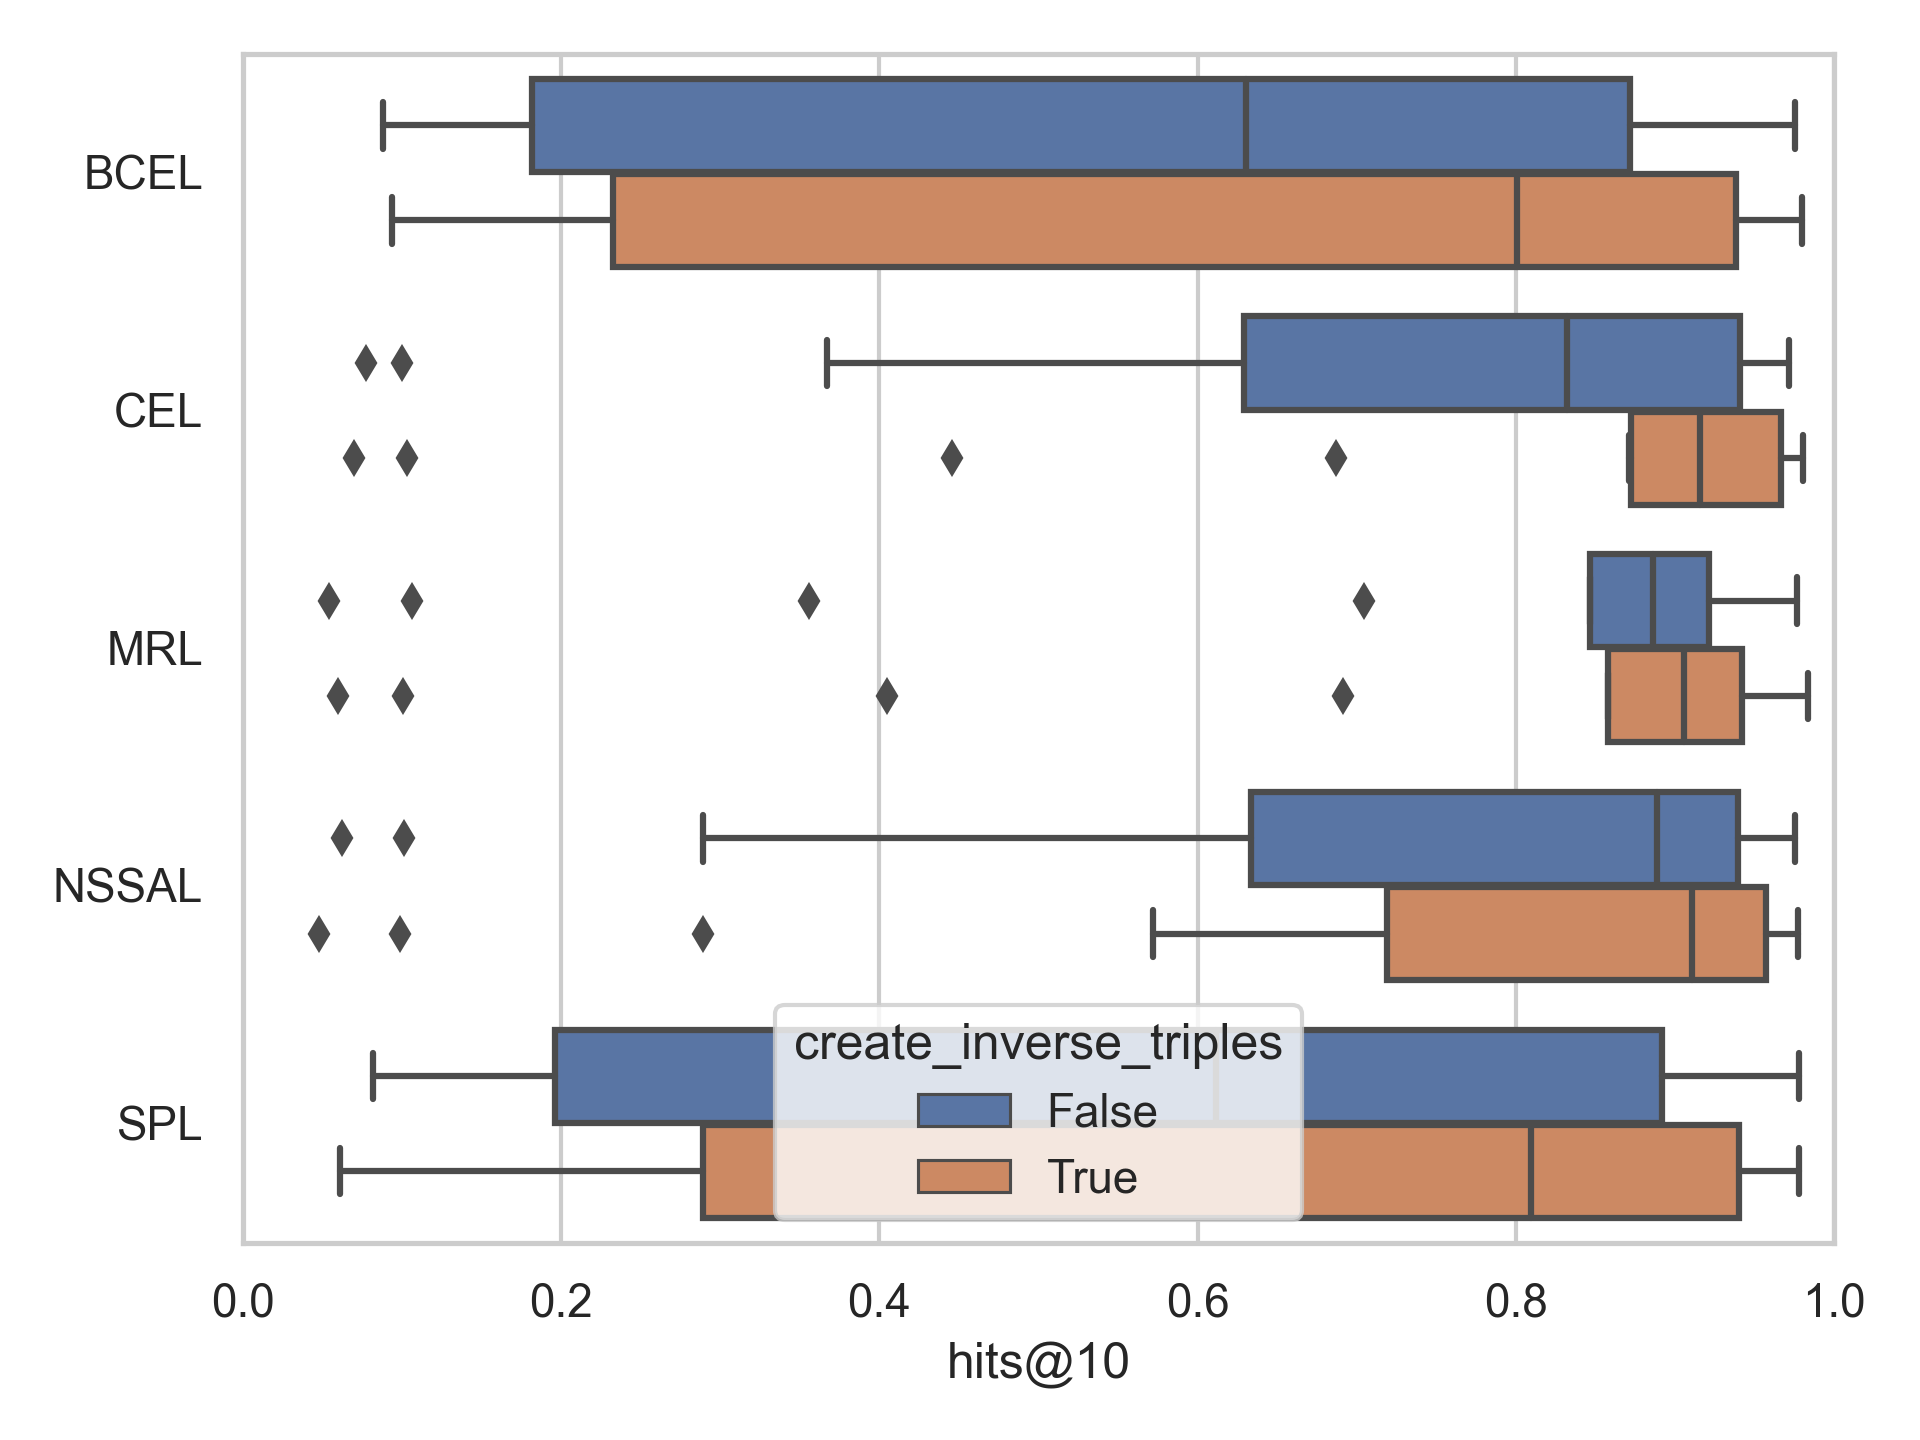 BCEL
CEL
MRL
NSSAL
SPL
create_inverse_triples
False
True
0.0 0.2 0.4 0.6 0.8 1.0
hits@10